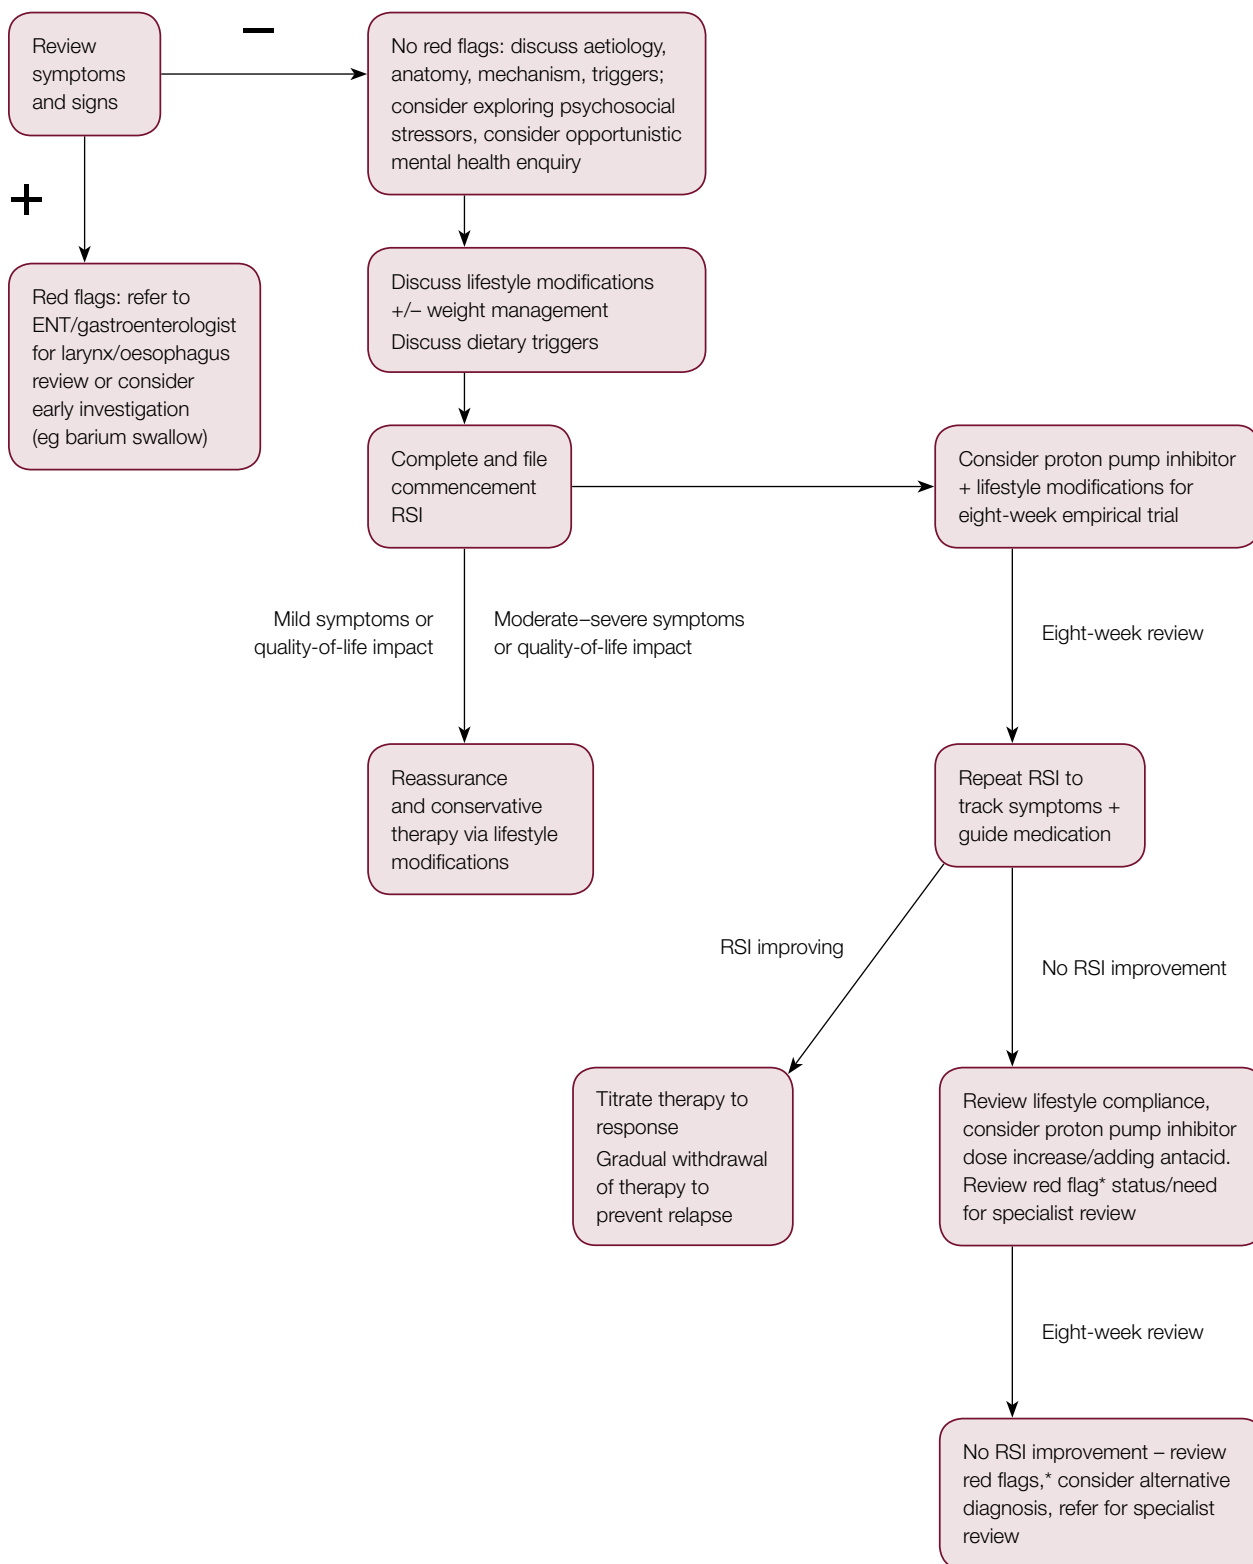 Review
symptoms
and signs
–
No red flags: discuss aetiology,
anatomy, mechanism, triggers;
consider exploring psychosocial
stressors, consider opportunistic
mental health enquiry
+
Red flags: refer to
ENT/gastroenterologist
for larynx/oesophagus
review or consider
early investigation
(eg barium swallow)
Discuss lifestyle modifications
+/– weight management
Discuss dietary triggers
Complete and file
commencement
RSI
Consider proton pump inhibitor
+ lifestyle modifications for
eight-week empirical trial
Mild symptoms or
quality-of-life impact
Moderate–severe symptoms
or quality-of-life impact
Eight-week review
Reassurance
and conservative
therapy via lifestyle
modifications
Repeat RSI to
track symptoms +
guide medication
RSI improving
No RSI improvement
Titrate therapy to
response
Gradual withdrawal
of therapy to
prevent relapse
Review lifestyle compliance,
consider proton pump inhibitor
dose increase/adding antacid.
Review red flag* status/need
for specialist review
Eight-week review
No RSI improvement – review
red flags,* consider alternative
diagnosis, refer for specialist
review